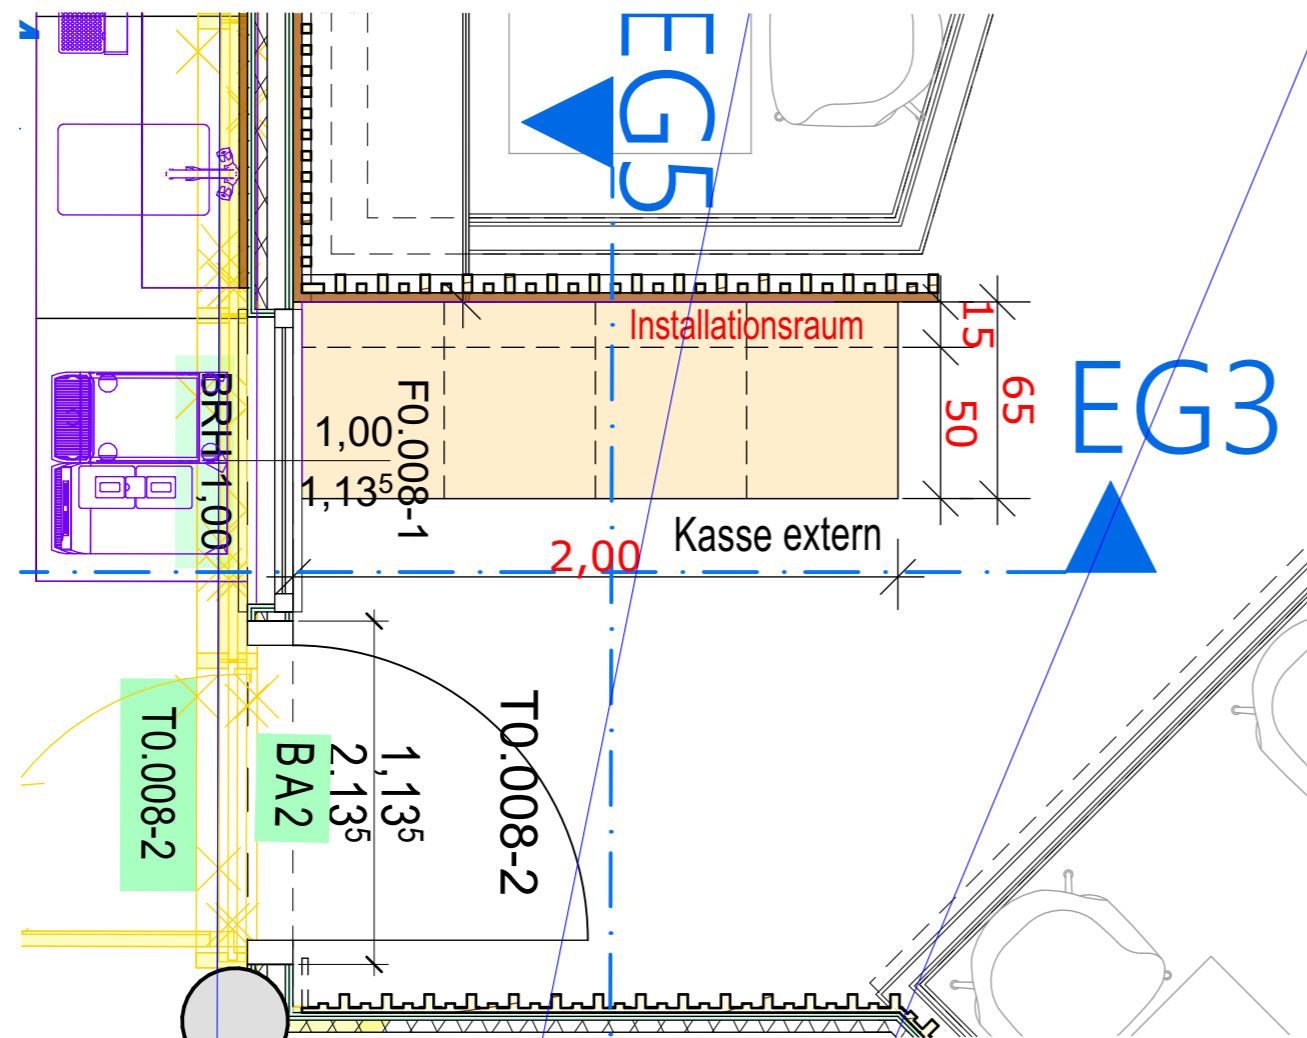 EG5
Installationsraum
15
65
50
EG3
BRH 1,00
1,00
1,13⁵
F0.008-1
Kasse extern
2,00
T0.008-2
BA2
1,13⁵
2.13⁵
T0.008-2